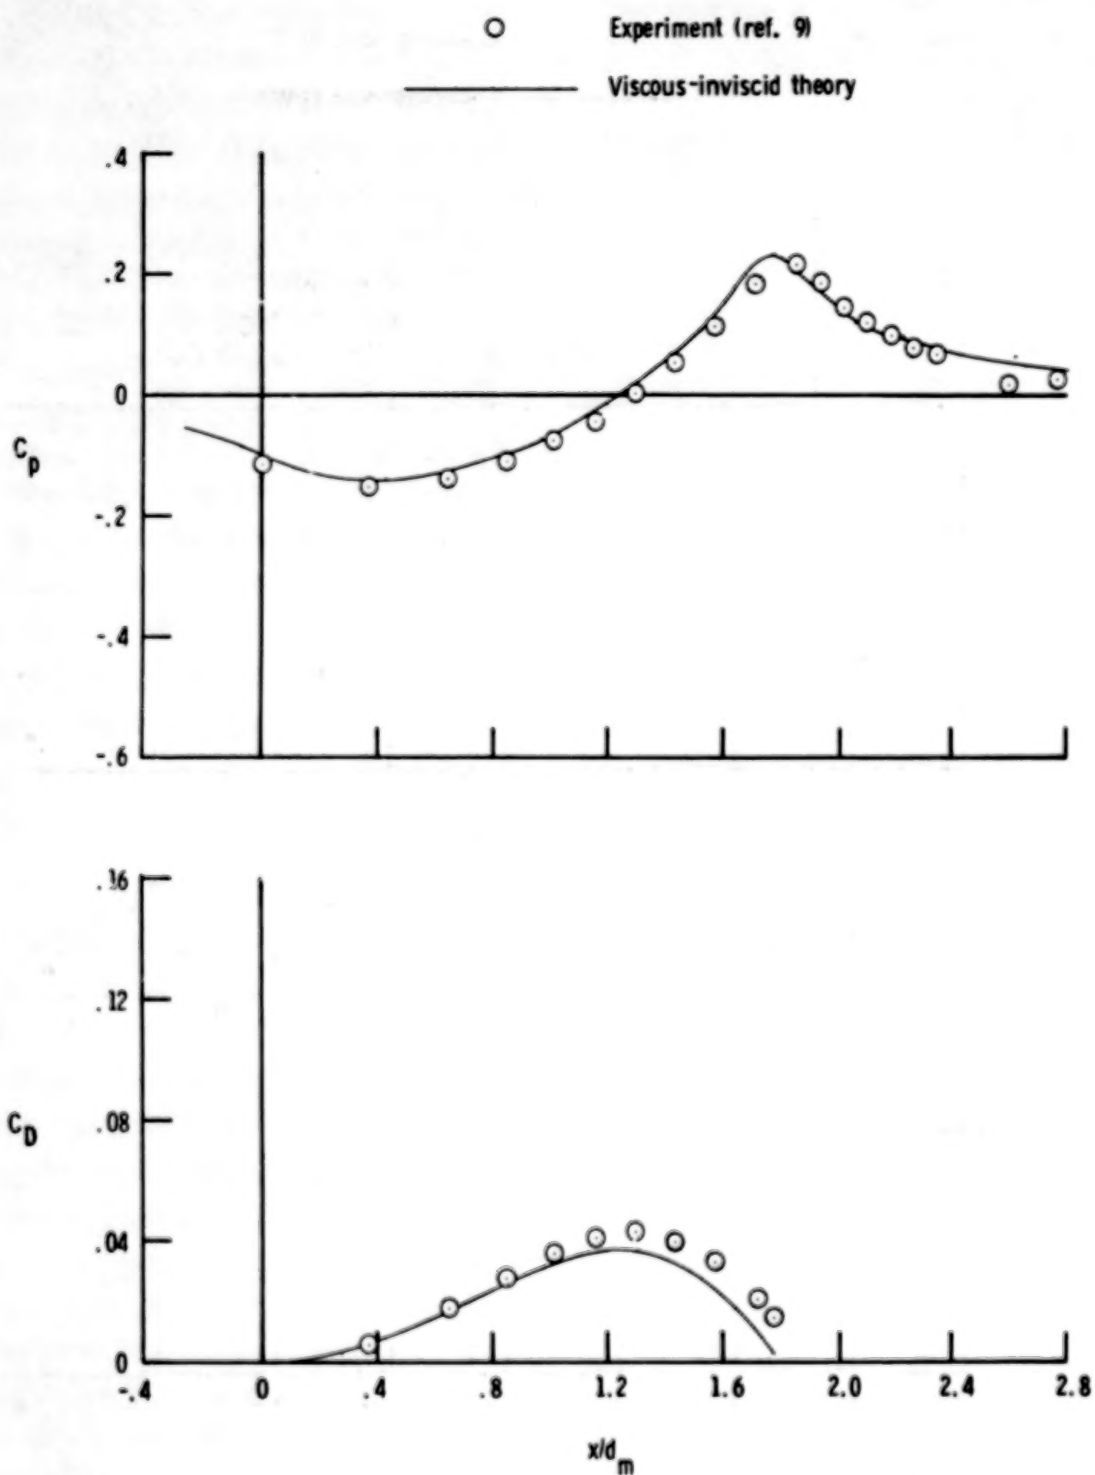 Experiment (ref. 9)
Viscous-inviscid theory
.4
.2
0
C_p
-.2
-.4
-.6
.16
.12
.08
C_D
.04
0
-.4 0 .4 .8 1.2 1.6 2.0 2.4 2.8
x/d_m